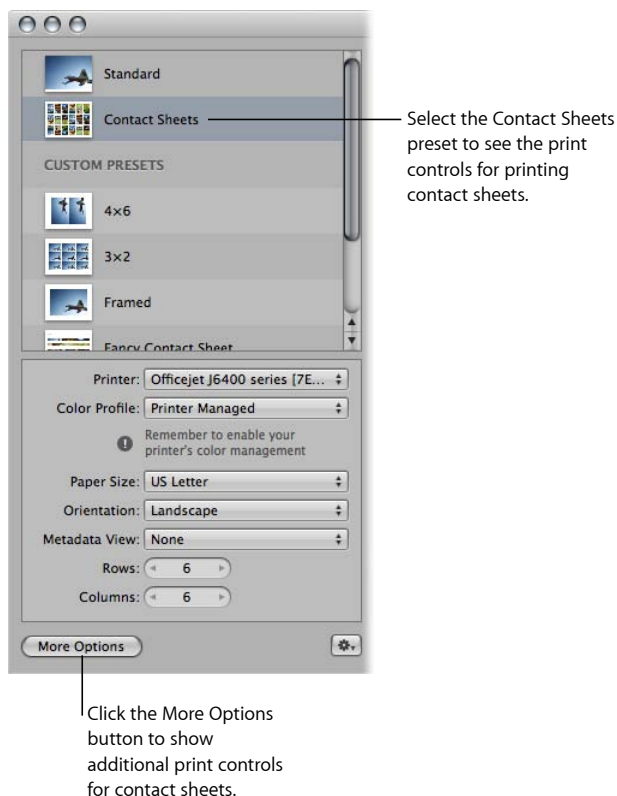 Standard
Contact Sheets
CUSTOM PRESETS
4×6
3×2
Framed
Fancy Contact Sheet
Printer: Officejet J6400 series [7E...
Color Profile: Printer Managed
Remember to enable your
printer's color management
Paper Size: US Letter
Orientation: Landscape
Metadata View: None
Rows: 6
Columns: 6
More Options
Select the Contact Sheets
preset to see the print
controls for printing
contact sheets.
Click the More Options
button to show
additional print controls
for contact sheets.